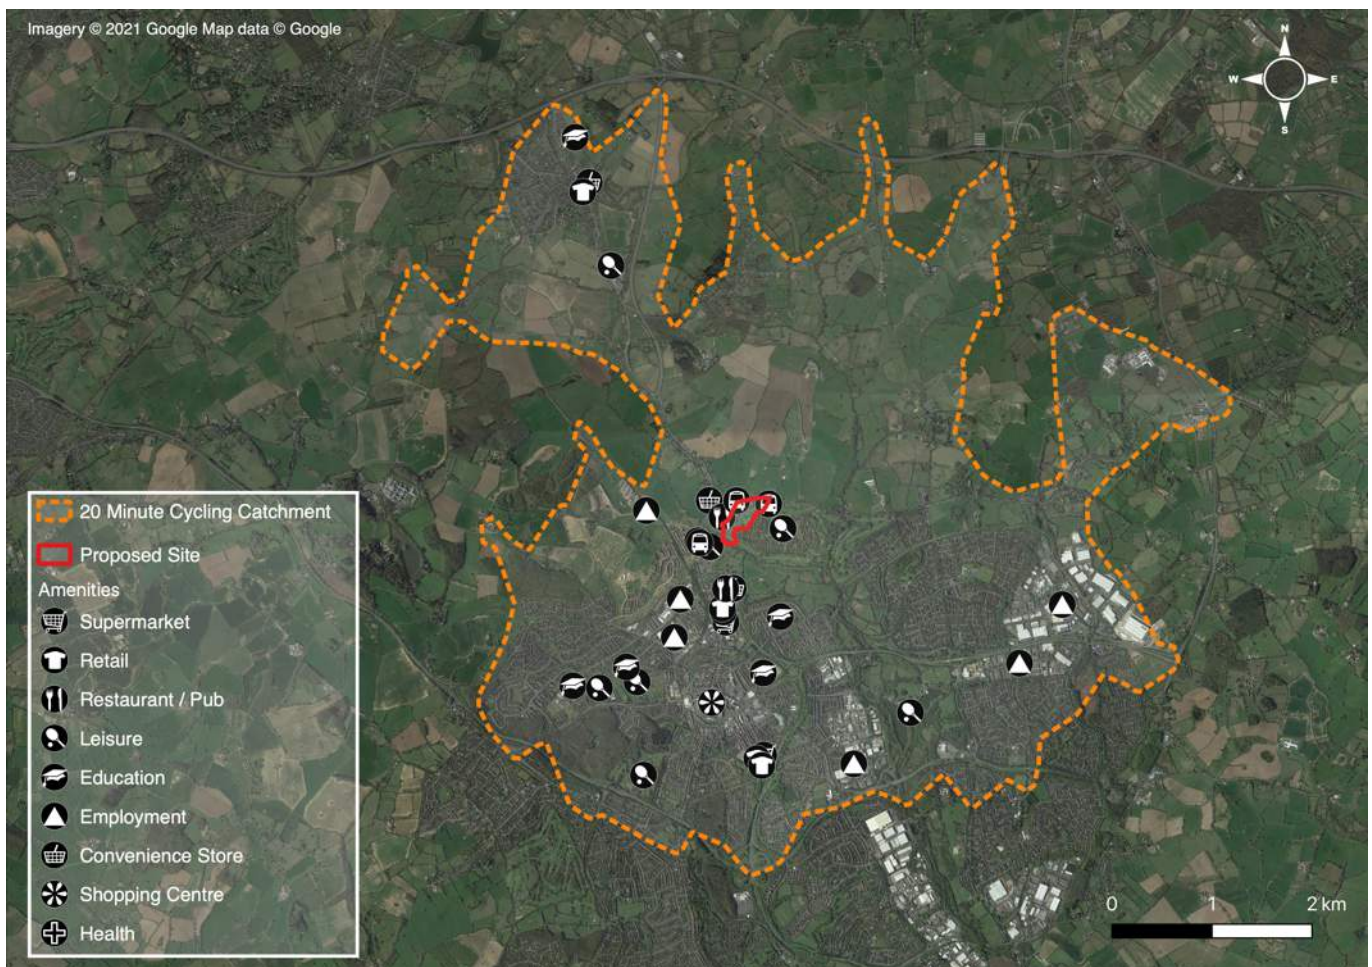 Imagery © 2021 Google Map data © Google
N
W E
S
20 Minute Cycling Catchment
Proposed Site
Amenities
Supermarket
Retail
Restaurant / Pub
Leisure
Education
Employment
Convenience Store
Shopping Centre
Health
0 1 2 km